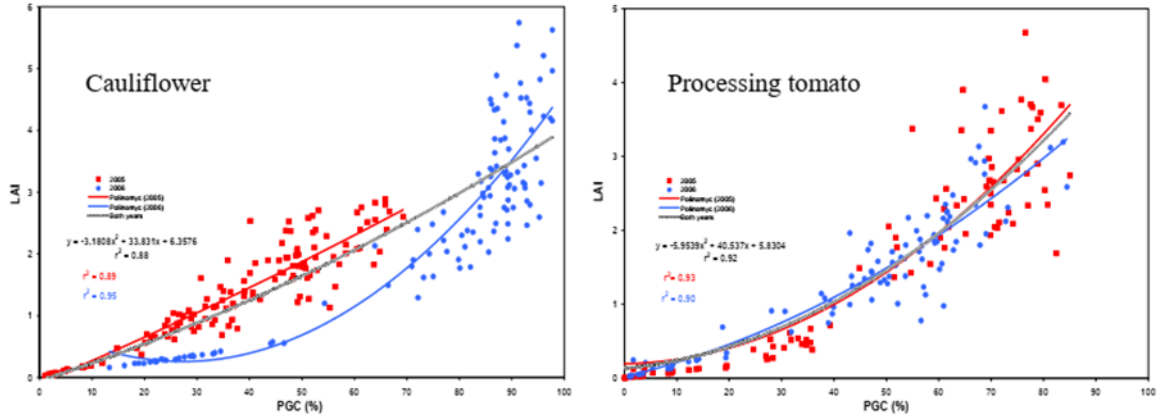 6
5
4
3
2
1
0
LAI
Cauliflower
2005
2006
Polinomyc (2005)
Polinomyc (2006)
Both years
y = -3.1808x² + 33.831x + 6.3576
r² = 0.88
r² = 0.89
r² = 0.95
0 10 20 30 40 50 60 70 80 90 100
PGC (%)
5
4
3
2
1
0
LAI
Processing tomato
2005
2006
Polinomyc (2005)
Polinomyc (2006)
Both years
y = -5.9539x² + 40.537x + 5.8304
r² = 0.92
r² = 0.93
r² = 0.90
0 10 20 30 40 50 60 70 80 90 100
PGC (%)